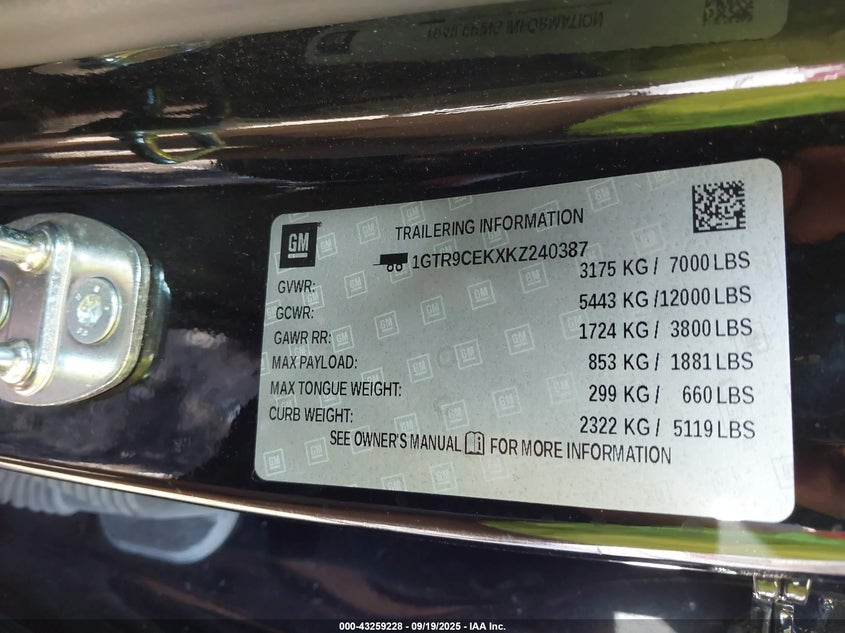 GM
TRAILERING INFORMATION
1GTR9CEKXKZ240387
GVWR: 3175 KG / 7000 LBS
GCWR: 5443 KG /12000 LBS
GAWR RR: 1724 KG / 3800 LBS
MAX PAYLOAD: 853 KG / 1881 LBS
MAX TONGUE WEIGHT: 299 KG / 660 LBS
CURB WEIGHT: 2322 KG / 5119 LBS
SEE OWNER'S MANUAL FOR MORE INFORMATION
000-43259228 - 09/19/2025 - IAA Inc.